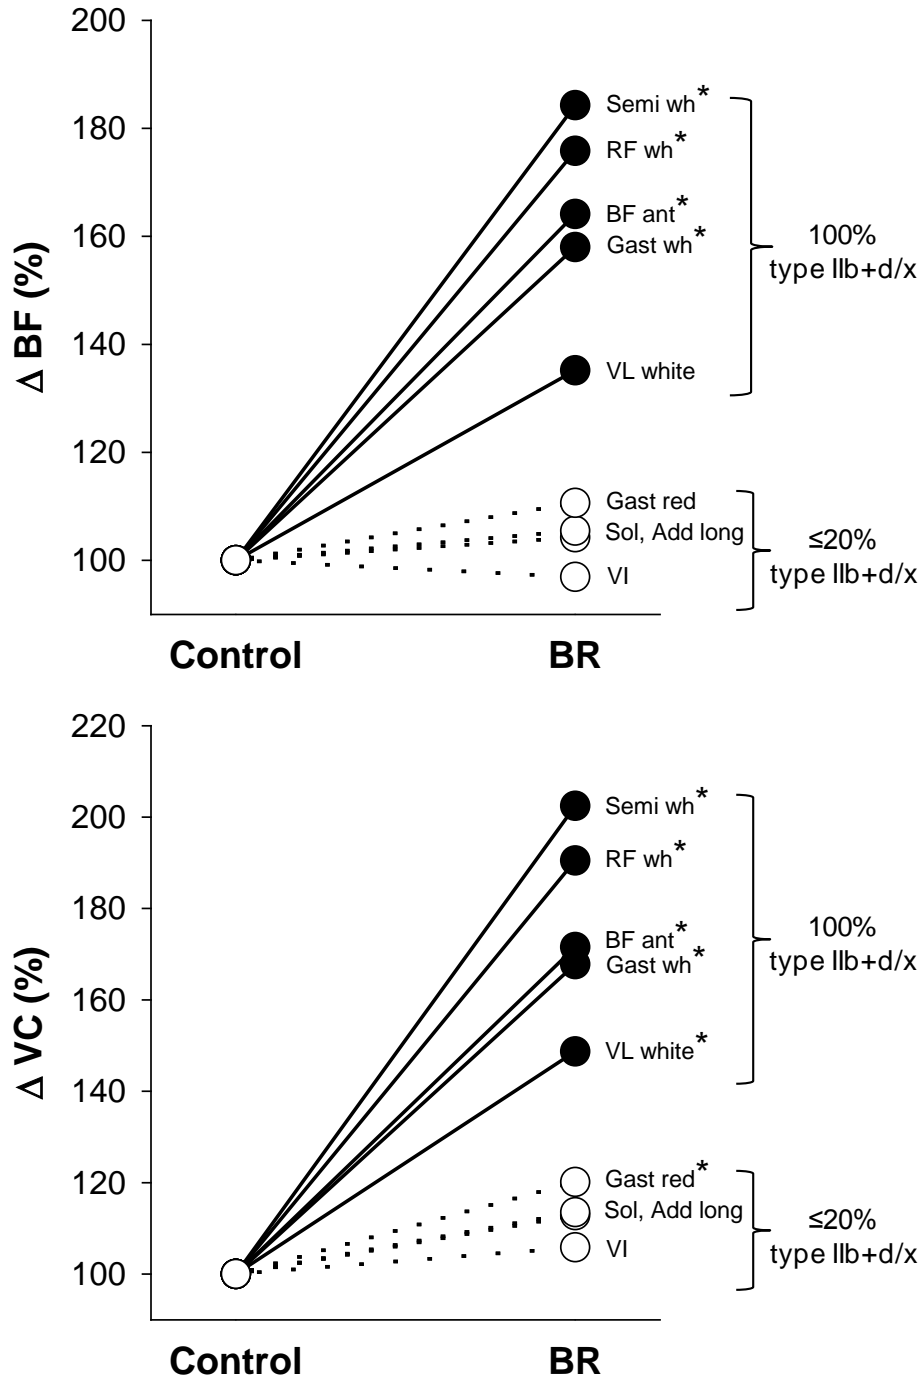 200
180
160
140
120
100
Δ BF (%)
Semi wh*
RF wh*
BF ant*
Gast wh*
VL white
Gast red
Sol, Add long
VI
100%
type IIb+d/x
≤20%
type IIb+d/x
Control
BR
220
200
180
160
140
120
100
Δ VC (%)
Semi wh*
RF wh*
BF ant*
Gast wh*
VL white*
Gast red*
Sol, Add long
VI
100%
type IIb+d/x
≤20%
type IIb+d/x
Control
BR